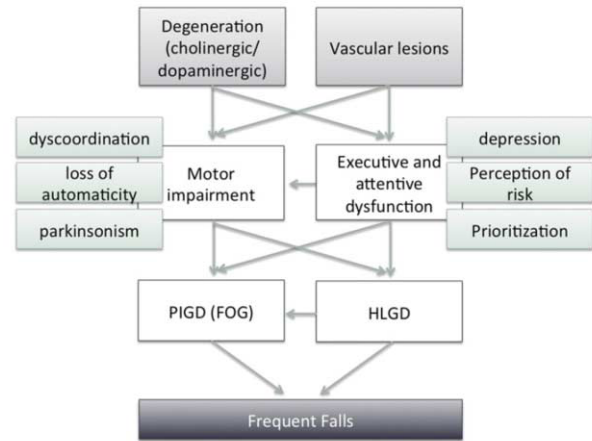 Degeneration
(cholinergic/
dopaminergic)
Vascular lesions
dyscoordination
loss of
automaticity
parkinsonism
Motor
impairment
Executive and
attentive
dysfunction
depression
Perception of
risk
Prioritization
PIGD (FOG)
HLGD
Frequent Falls